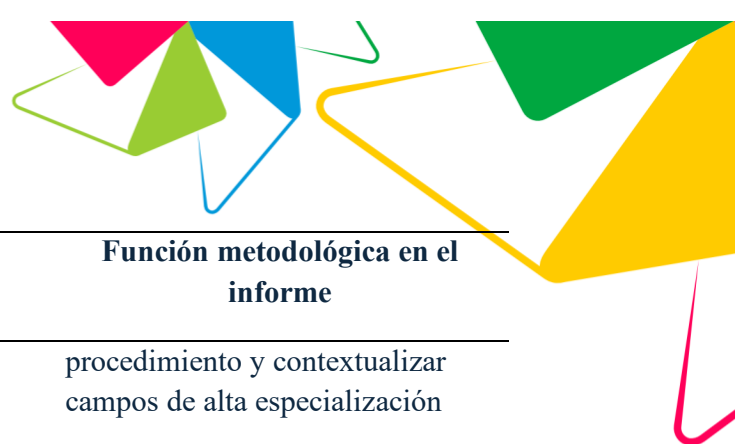 Función metodológica en el
informe
procedimiento y contextualizar
campos de alta especialización